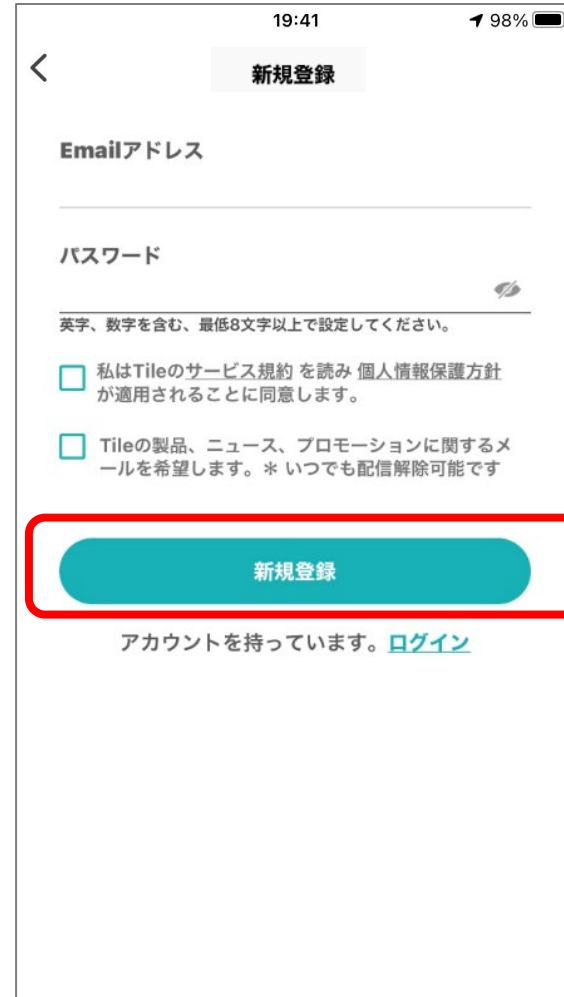 19:41
98%
新規登録
Emailアドレス
パスワード
英字、数字を含む、最低8文字以上で設定してください。
私はTileのサービス規約 を読み 個人情報保護方針
が適用されることに同意します。
Tileの製品、ニュース、プロモーションに関するメ
ールを希望します。＊ いつでも配信解除可能です
新規登録
アカウントを持っています。ログイン